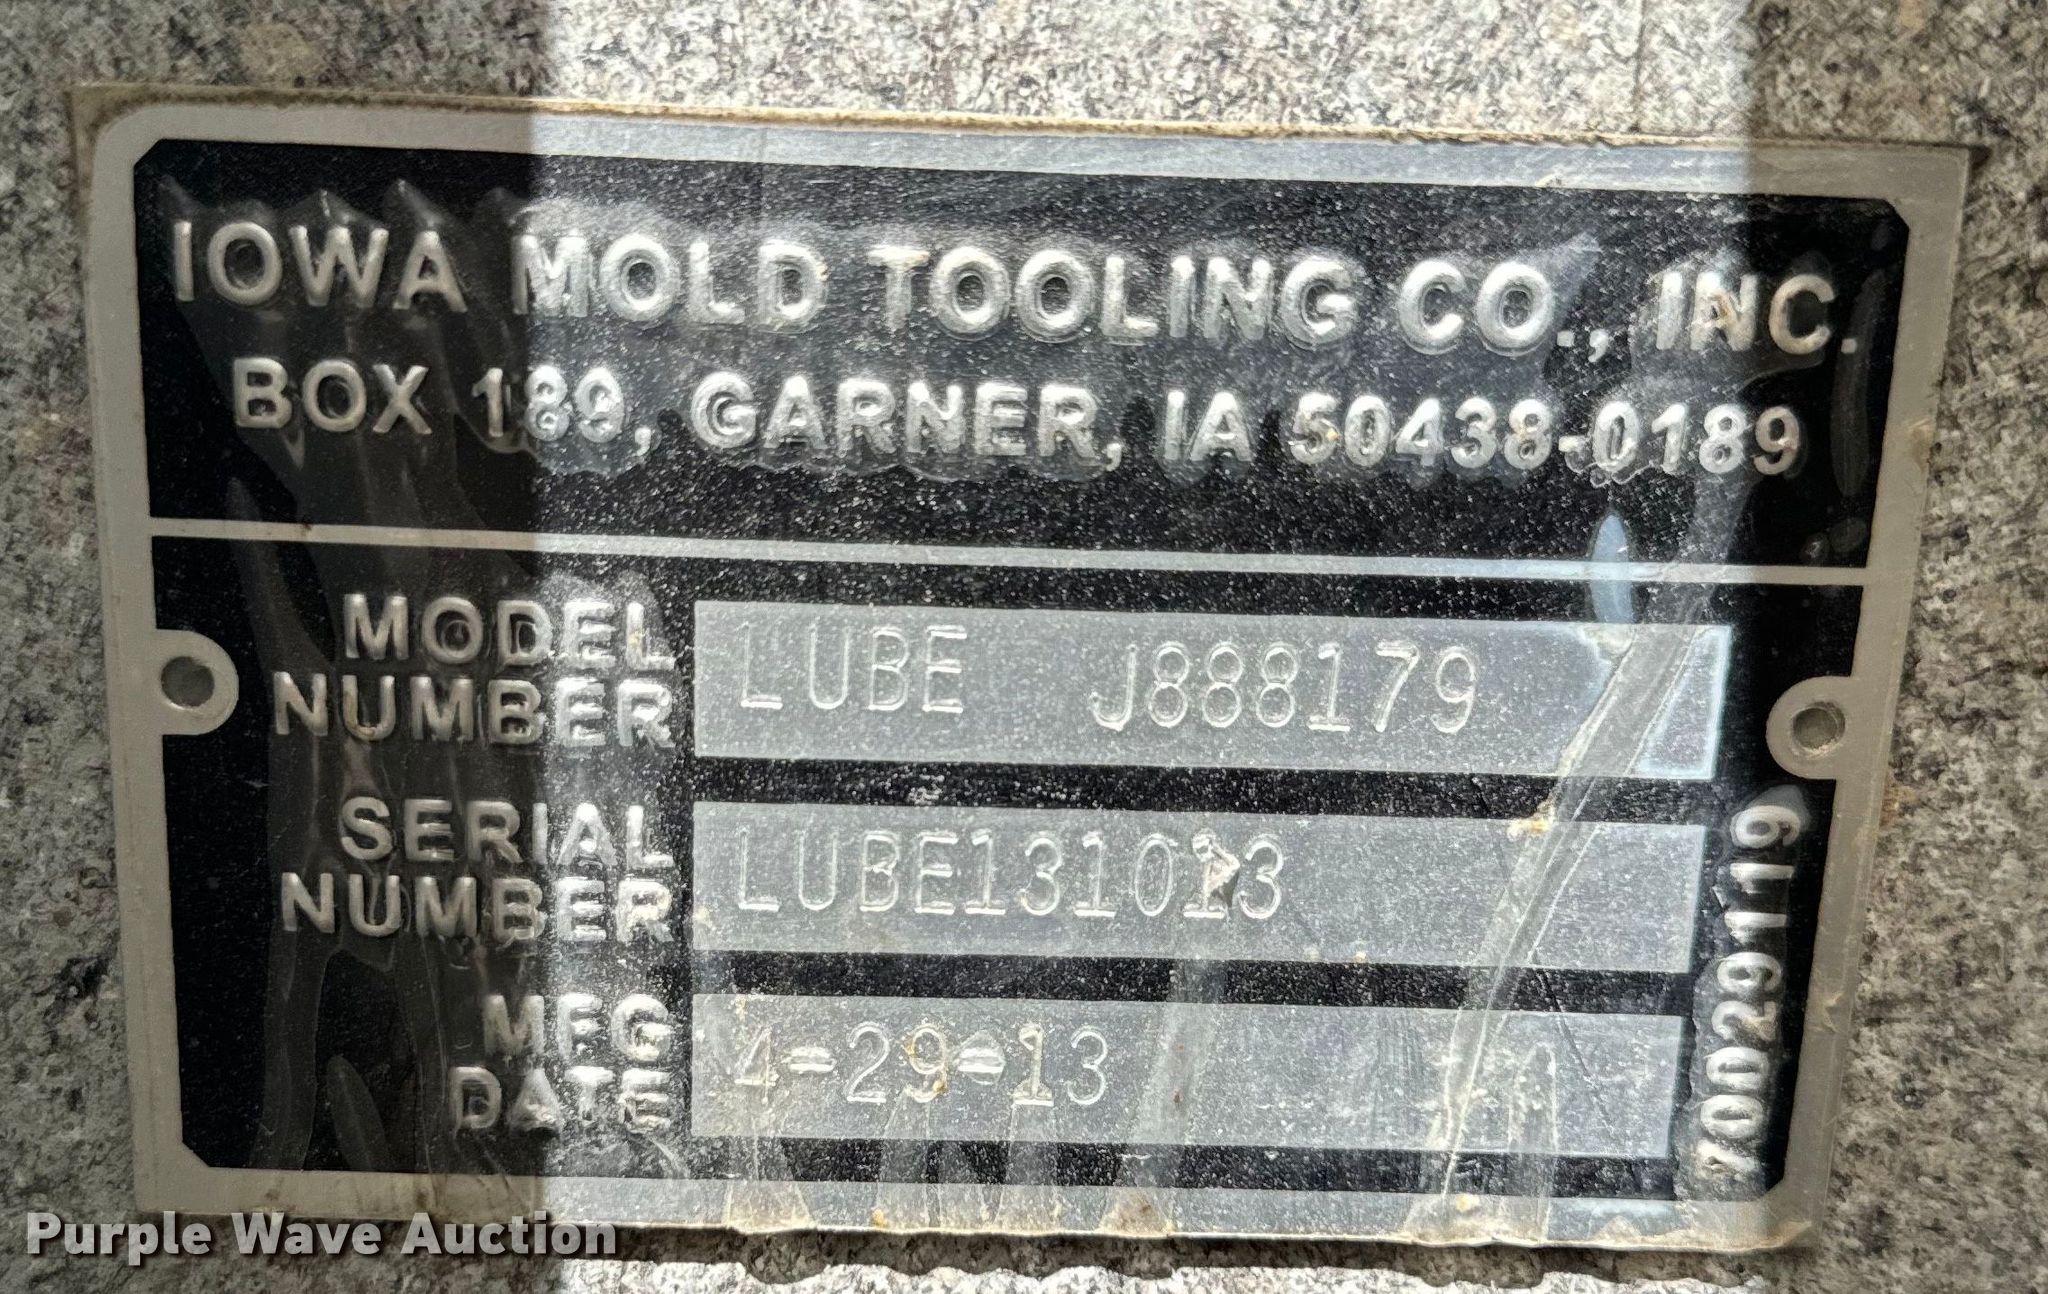 IOWA MOLD TOOLING CO., INC.
BOX 189, GARNER, IA 50438-0189
MODEL
NUMBER
LUBE J888179
SERIAL
NUMBER
LUBE131013
MFG
DATE
4-29-13
70029119
Purple Wave Auction